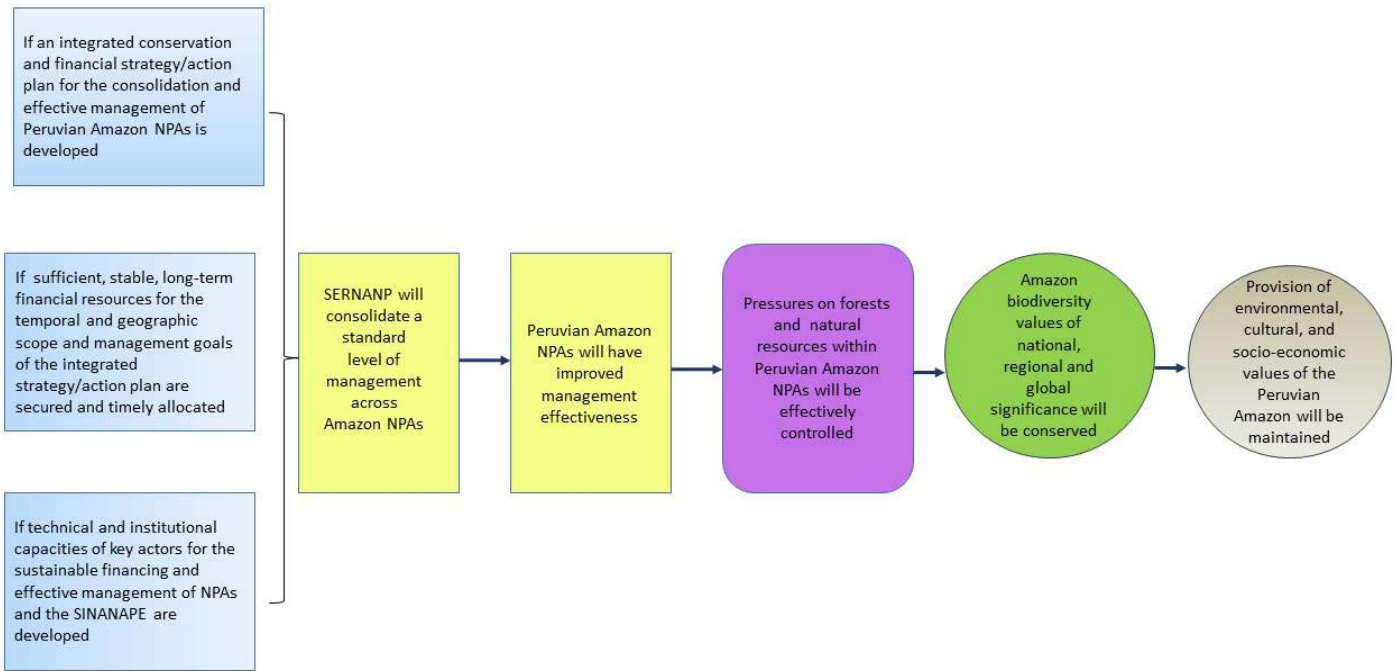 If an integrated conservation
and financial strategy/action
plan for the consolidation and
effective management of
Peruvian Amazon NPAs is
developed
If sufficient, stable, long-term
financial resources for the
temporal and geographic
scope and management goals
of the integrated
strategy/action plan are
secured and timely allocated
If technical and institutional
capacities of key actors for the
sustainable financing and
effective management of NPAs
and the SINANAPE are
developed
SERNANP will
consolidate a
standard
level of
management
across
Amazon NPAs
Peruvian Amazon
NPAs will have
improved
management
effectiveness
Pressures on forests
and natural
resources within
Peruvian Amazon
NPAs will be
effectively
controlled
Amazon
biodiversity
values of
national,
regional and
global
significance will
be conserved
Provision of
environmental,
cultural, and
socio-economic
values of the
Peruvian
Amazon will be
maintained